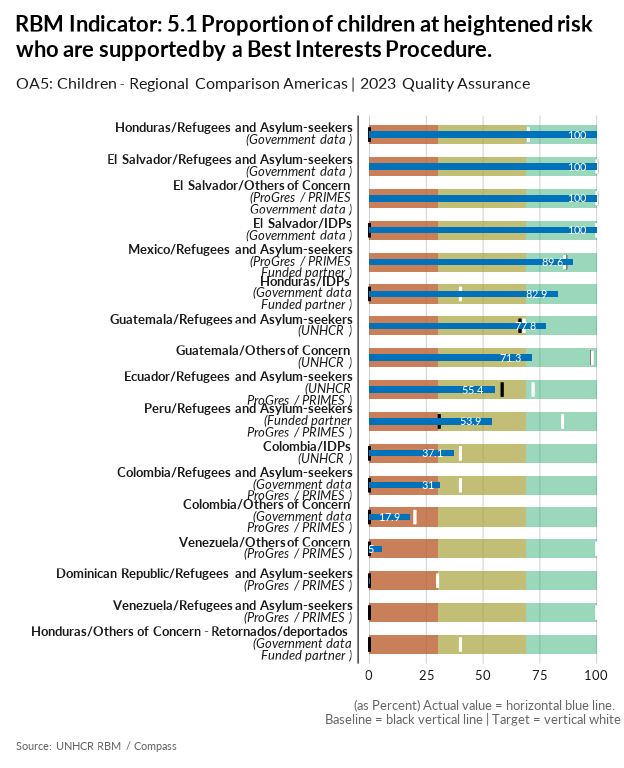 RBM Indicator: 5.1 Proportion of children at heightened risk
who are supported by a Best Interests Procedure.
OA5: Children - Regional Comparison Americas | 2023 Quality Assurance
Honduras/Refugees and Asylum-seekers
(Government data )
100
El Salvador/Refugees and Asylum-seekers
(Government data )
100
El Salvador/Others of Concern
(ProGres / PRIMES
Government data )
100
El Salvador/IDPs
(Government data )
100
Mexico/Refugees and Asylum-seekers
(ProGres / PRIMES
Funded partner )
89.6
Honduras/IDPs
(Government data
Funded partner )
82.9
Guatemala/Refugees and Asylum-seekers
(UNHCR )
77.8
Guatemala/Others of Concern
(UNHCR )
71.3
Ecuador/Refugees and Asylum-seekers
(UNHCR
ProGres / PRIMES )
55.4
Peru/Refugees and Asylum-seekers
(Funded partner
ProGres / PRIMES )
53.9
Colombia/IDPs
(UNHCR )
37.1
Colombia/Refugees and Asylum-seekers
(Government data
ProGres / PRIMES )
31
Colombia/Others of Concern
(Government data
ProGres / PRIMES )
17.9
Venezuela/Others of Concern
(ProGres / PRIMES )
Dominican Republic/Refugees and Asylum-seekers
(ProGres / PRIMES )
Venezuela/Refugees and Asylum-seekers
(ProGres / PRIMES )
Honduras/Others of Concern - Retornados/deportados
(Government data
Funded partner )
0 25 50 75 100
(as Percent) Actual value = horizontal blue line.
Baseline = black vertical line | Target = vertical white
Source: UNHCR RBM / Compass